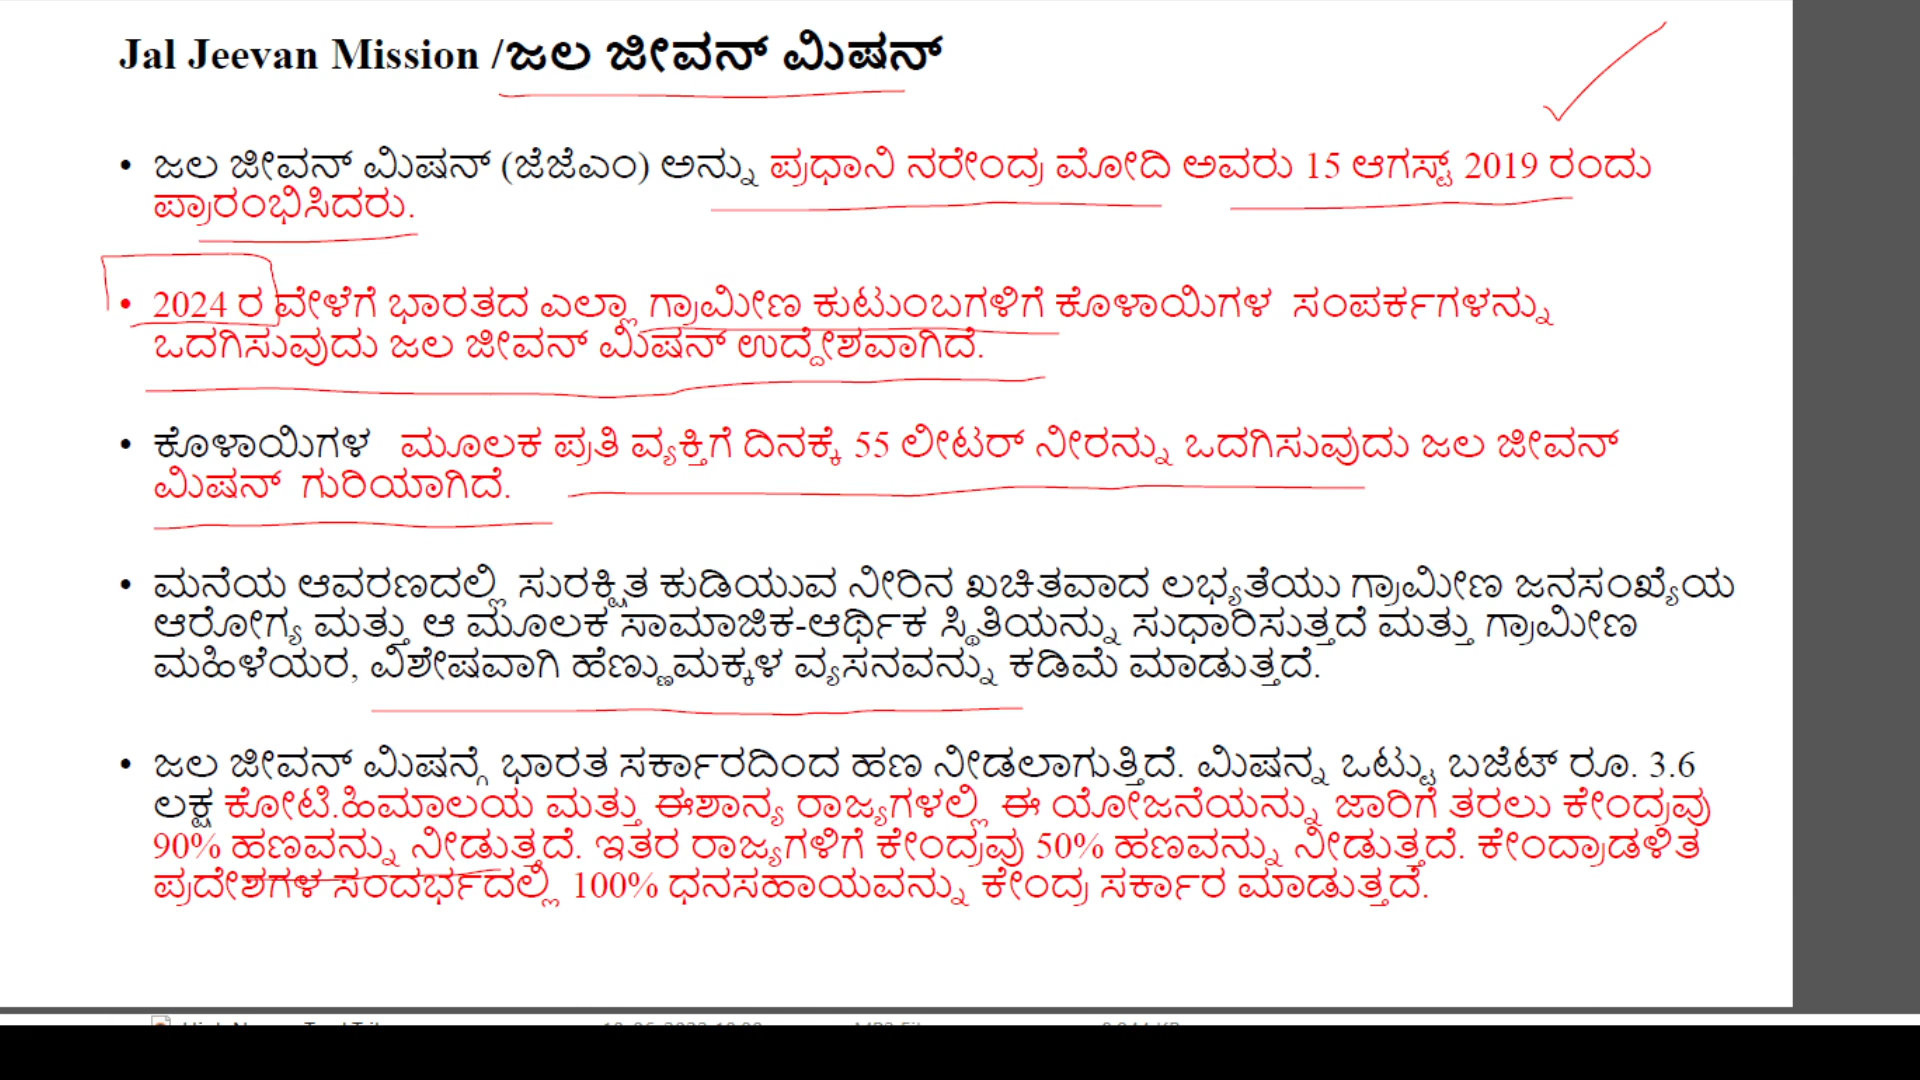 Jal Jeevan Mission /ಜಲ ಜೀವನ್ ಮಿಷನ್
• ಜಲ ಜೀವನ್ ಮಿಷನ್ (ಜೆಜೆಎಂ) ಅನ್ನು ಪ್ರಧಾನಿ ನರೇಂದ್ರ ಮೋದಿ ಅವರು 15 ಆಗಸ್ಟ್ 2019 ರಂದು
ಪ್ರಾರಂಭಿಸಿದರು.
• 2024 ರ ವೇಳೆಗೆ ಭಾರತದ ಎಲ್ಲಾ ಗ್ರಾಮೀಣ ಕುಟುಂಬಗಳಿಗೆ ಕೊಳಾಯಿಗಳ ಸಂಪರ್ಕಗಳನ್ನು
ಒದಗಿಸುವುದು ಜಲ ಜೀವನ್ ಮಿಷನ್ ಉದ್ದೇಶವಾಗಿದೆ.
• ಕೊಳಾಯಿಗಳ ಮೂಲಕ ಪ್ರತಿ ವ್ಯಕ್ತಿಗೆ ದಿನಕ್ಕೆ 55 ಲೀಟರ್ ನೀರನ್ನು ಒದಗಿಸುವುದು ಜಲ ಜೀವನ್
ಮಿಷನ್ ಗುರಿಯಾಗಿದೆ.
• ಮನೆಯ ಆವರಣದಲ್ಲಿ ಸುರಕ್ಷಿತ ಕುಡಿಯುವ ನೀರಿನ ಖಚಿತವಾದ ಲಭ್ಯತೆಯು ಗ್ರಾಮೀಣ ಜನಸಂಖ್ಯೆಯ
ಆರೋಗ್ಯ ಮತ್ತು ಆ ಮೂಲಕ ಸಾಮಾಜಿಕ-ಆರ್ಥಿಕ ಸ್ಥಿತಿಯನ್ನು ಸುಧಾರಿಸುತ್ತದೆ ಮತ್ತು ಗ್ರಾಮೀಣ
ಮಹಿಳೆಯರ, ವಿಶೇಷವಾಗಿ ಹೆಣ್ಣುಮಕ್ಕಳ ವ್ಯಸನವನ್ನು ಕಡಿಮೆ ಮಾಡುತ್ತದೆ.
• ಜಲ ಜೀವನ್ ಮಿಷನ್ಗೆ ಭಾರತ ಸರ್ಕಾರದಿಂದ ಹಣ ನೀಡಲಾಗುತ್ತಿದೆ. ಮಿಷನ್ನ ಒಟ್ಟು ಬಜೆಟ್ ರೂ. 3.6
ಲಕ್ಷ ಕೋಟಿ.ಹಿಮಾಲಯ ಮತ್ತು ಈಶಾನ್ಯ ರಾಜ್ಯಗಳಲ್ಲಿ ಈ ಯೋಜನೆಯನ್ನು ಜಾರಿಗೆ ತರಲು ಕೇಂದ್ರವು
90% ಹಣವನ್ನು ನೀಡುತ್ತದೆ. ಇತರ ರಾಜ್ಯಗಳಿಗೆ ಕೇಂದ್ರವು 50% ಹಣವನ್ನು ನೀಡುತ್ತದೆ. ಕೇಂದ್ರಾಡಳಿತ
ಪ್ರದೇಶಗಳ ಸಂದರ್ಭದಲ್ಲಿ 100% ಧನಸಹಾಯವನ್ನು ಕೇಂದ್ರ ಸರ್ಕಾರ ಮಾಡುತ್ತದೆ.